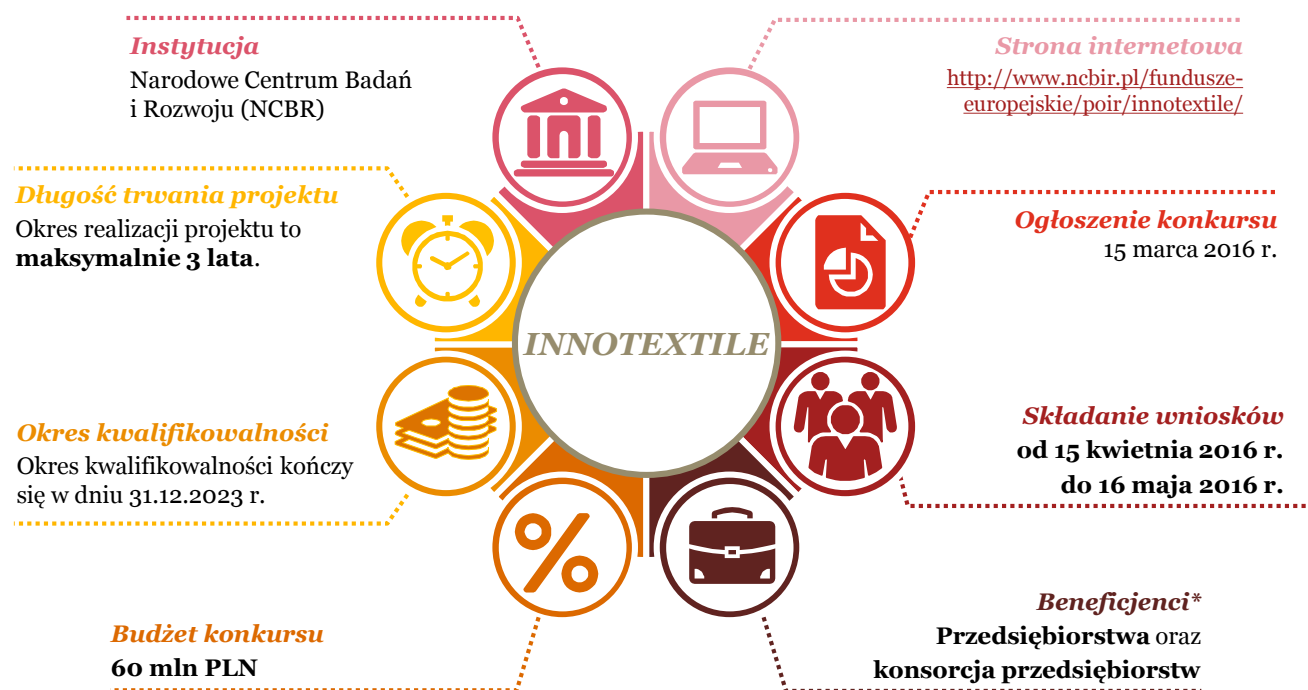 Instytucja
Narodowe Centrum Badań
i Rozwoju (NCBR)
Strona internetowa
http://www.ncbir.pl/fundusze-
europejskie/poir/innotextile/
Długość trwania projektu
Okres realizacji projektu to
maksymalnie 3 lata.
Ogłoszenie konkursu
15 marca 2016 r.
INNOTEXTILE
Okres kwalifikowalności
Okres kwalifikowalności kończy
się w dniu 31.12.2023 r.
Składanie wniosków
od 15 kwietnia 2016 r.
do 16 maja 2016 r.
%
Budżet konkursu
60 mln PLN
Beneficjenci*
Przedsiębiorstwa oraz
konsorcja przedsiębiorstw